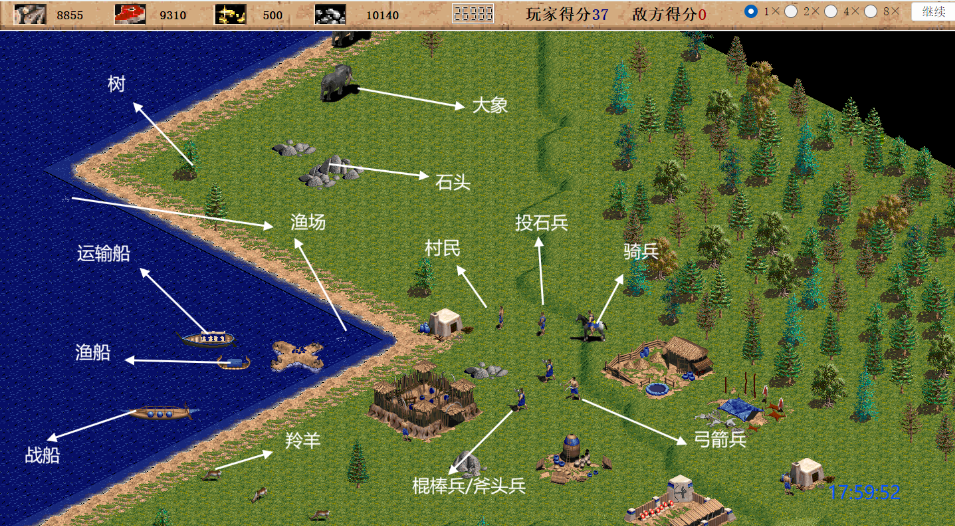 8855 9310 500 10140 玩家得分37 敌方得分0 1× 2× 4× 8× 继续
树
大象
石头
渔场
投石兵
运输船
村民
骑兵
渔船
战船
羚羊
弓箭兵
棍棒兵/斧头兵
17:59:52